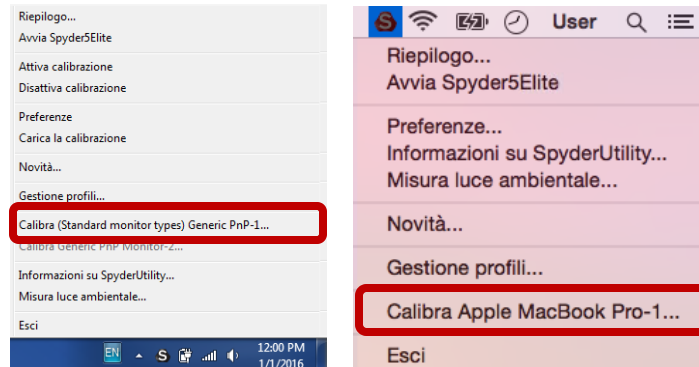 Riepilogo...
Avvia Spyder5Elite
Attiva calibrazione
Disattiva calibrazione
Preferenze
Carica la calibrazione
Novità...
Gestione profili...
Calibra (Standard monitor types) Generic PnP-1...
Calibra Generic PnP Monitor-2...
Informazioni su SpyderUtility...
Misura luce ambientale...
Esci
EN S 12:00 PM
1/1/2016
S User
Riepilogo...
Avvia Spyder5Elite
Preferenze...
Informazioni su SpyderUtility...
Misura luce ambientale...
Novità...
Gestione profili...
Calibra Apple MacBook Pro-1...
Esci